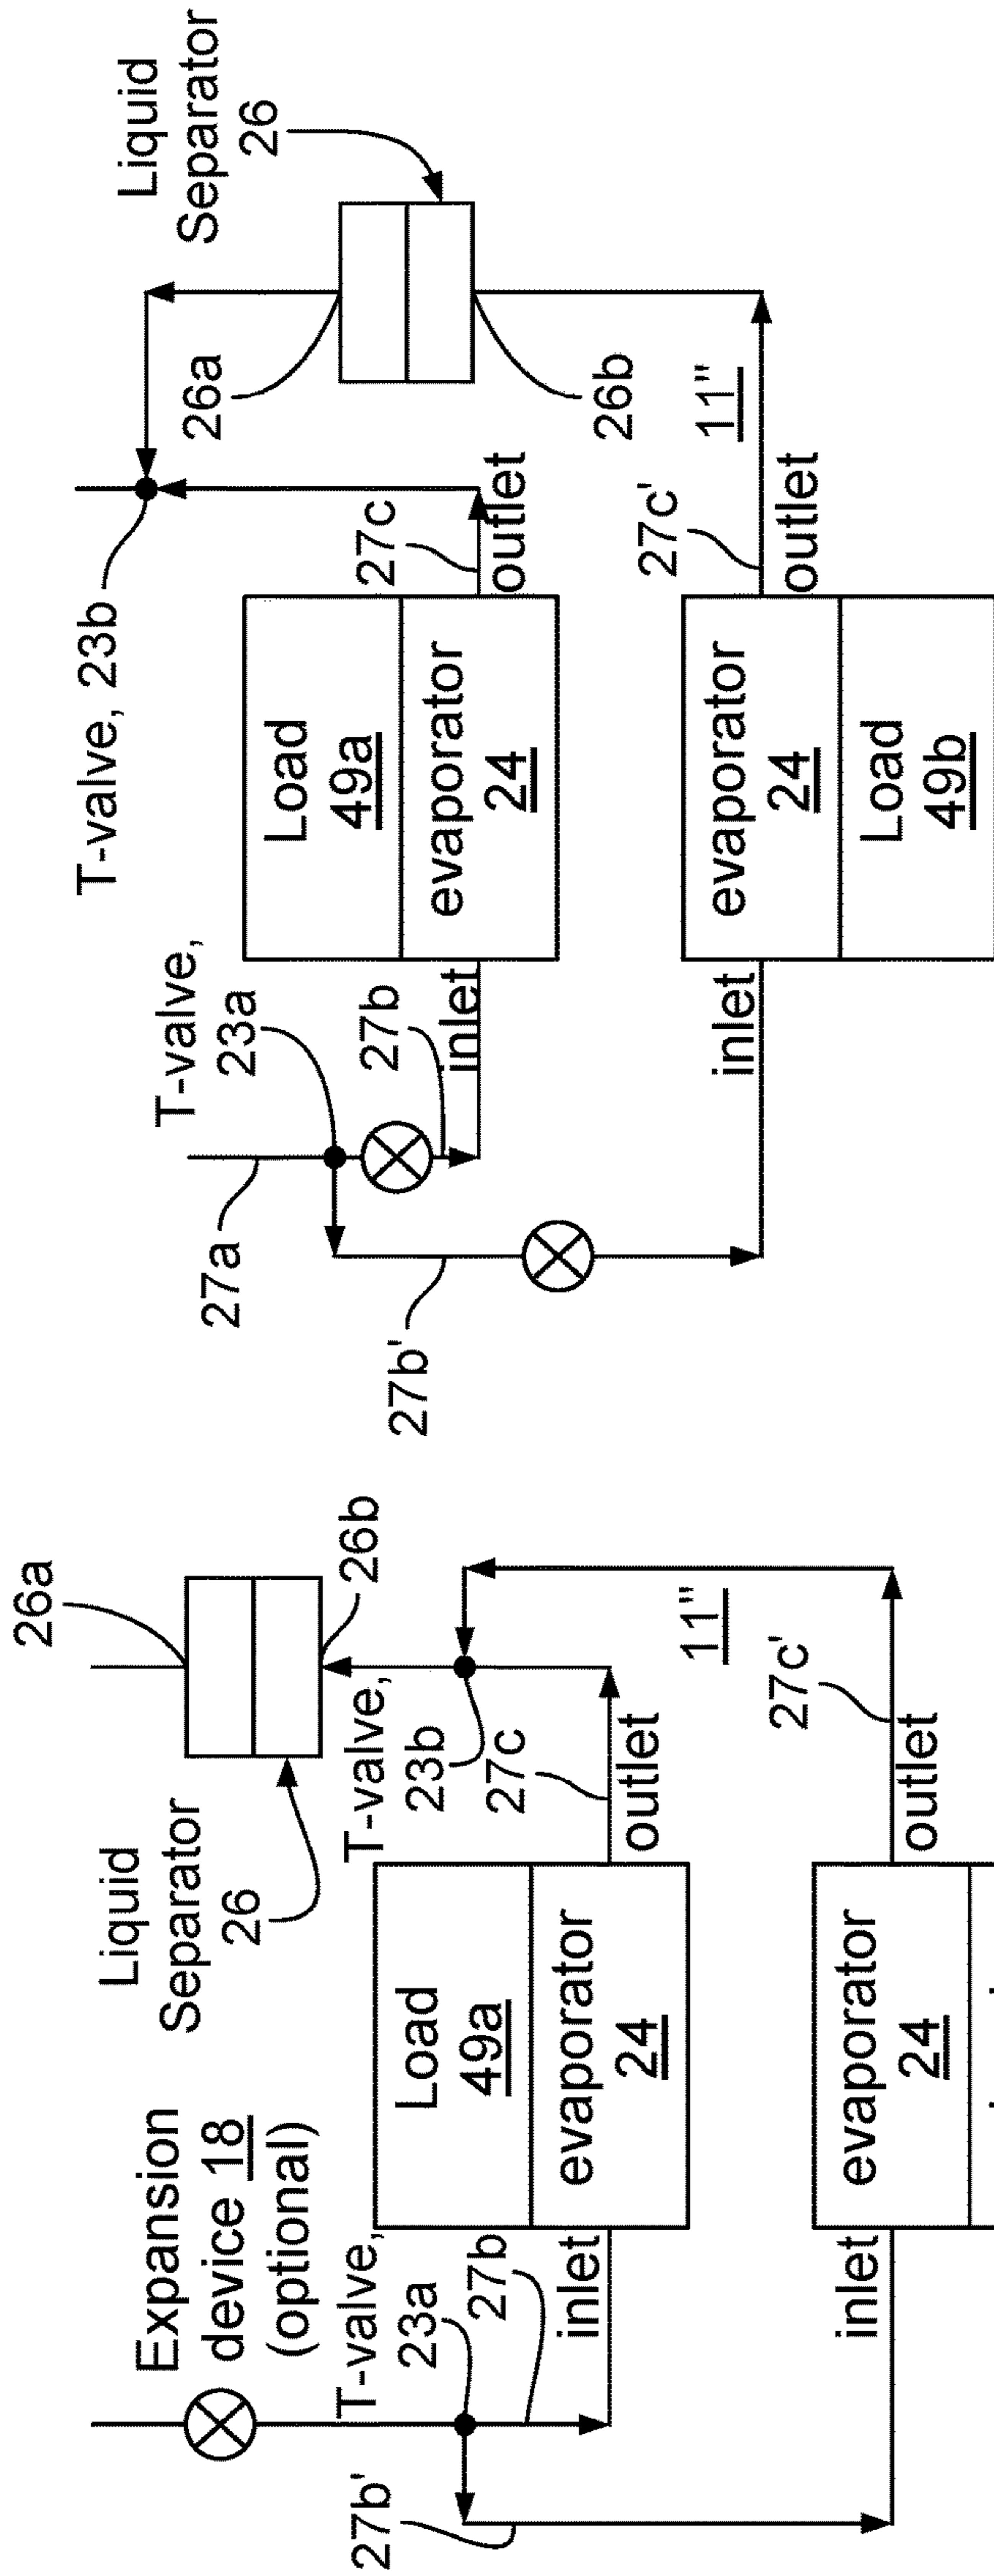 Expansion
device 18
(optional)
Liquid
Separator
26
26a
26b
T-valve,
23a
27b
27b'
inlet
Load
49a
evaporator
24
outlet
T-valve,
23b
27c
11"
27c'
inlet
evaporator
24
outlet
T-valve, 23b
Liquid
Separator
26
T-valve,
23a
27a
27b
27b'
inlet
Load
49a
evaporator
24
outlet
27c
26a
26b
11"
27c'
inlet
evaporator
24
Load
49b
outlet